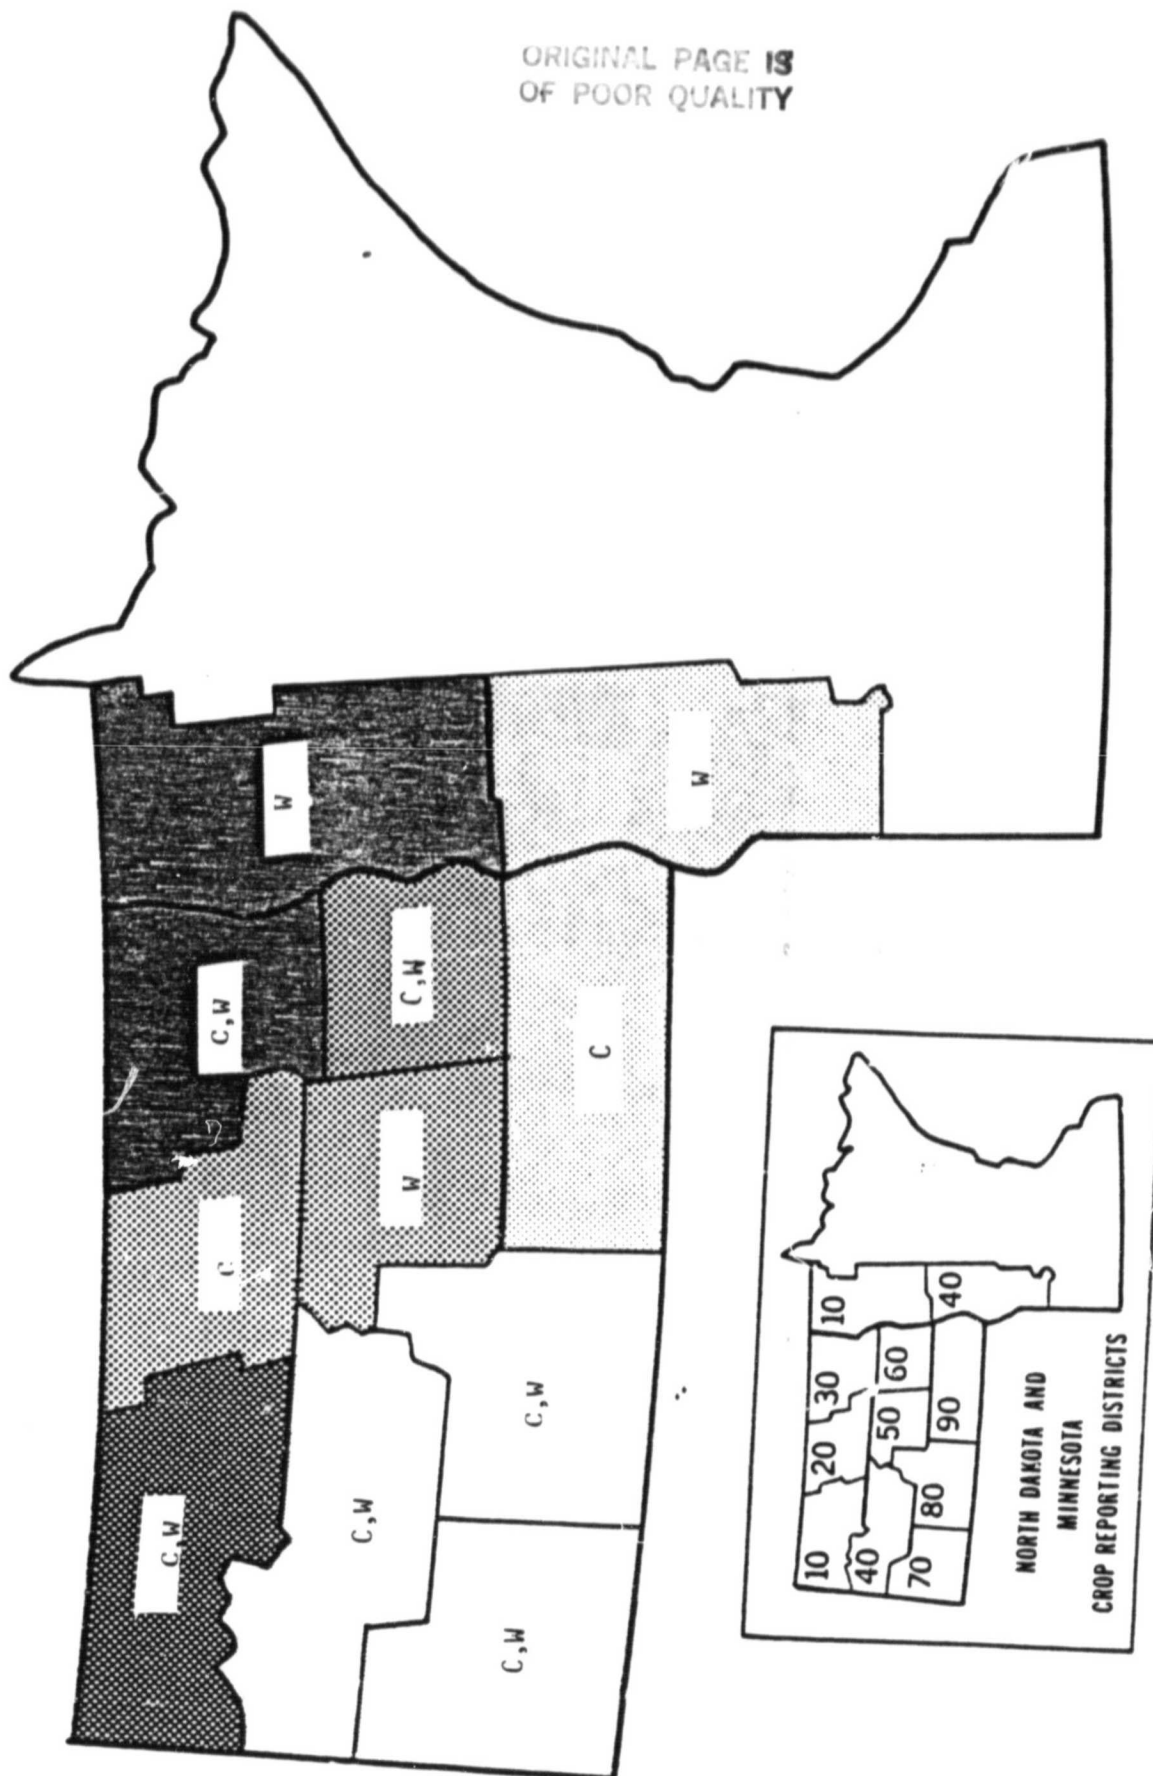 ORIGINAL PAGE IS
OF POOR QUALITY
W
C,W
C,W
W
C
C
W
C,W
C,W
C,W
C,W
10
20
30
10
40
50
60
40
70
80
90
NORTH DAKOTA AND
MINNESOTA
CROP REPORTING DISTRICTS